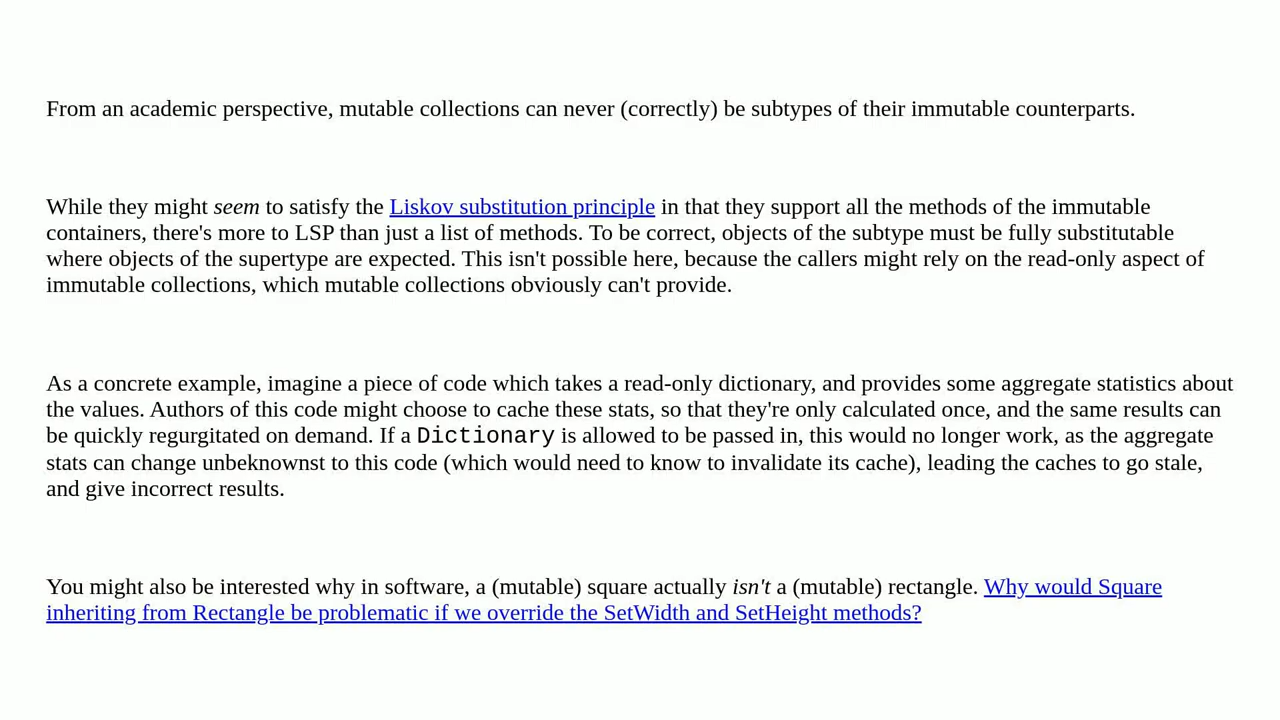 From an academic perspective, mutable collections can never (correctly) be subtypes of their immutable counterparts.
While they might seem to satisfy the Liskov substitution principle in that they support all the methods of the immutable
containers, there's more to LSP than just a list of methods. To be correct, objects of the subtype must be fully substitutable
where objects of the supertype are expected. This isn't possible here, because the callers might rely on the read-only aspect of
immutable collections, which mutable collections obviously can't provide.
As a concrete example, imagine a piece of code which takes a read-only dictionary, and provides some aggregate statistics about
the values. Authors of this code might choose to cache these stats, so that they're only calculated once, and the same results can
be quickly regurgitated on demand. If a Dictionary is allowed to be passed in, this would no longer work, as the aggregate
stats can change unbeknownst to this code (which would need to know to invalidate its cache), leading the caches to go stale,
and give incorrect results.
You might also be interested why in software, a (mutable) square actually isn't a (mutable) rectangle. Why would Square
inheriting from Rectangle be problematic if we override the SetWidth and SetHeight methods?